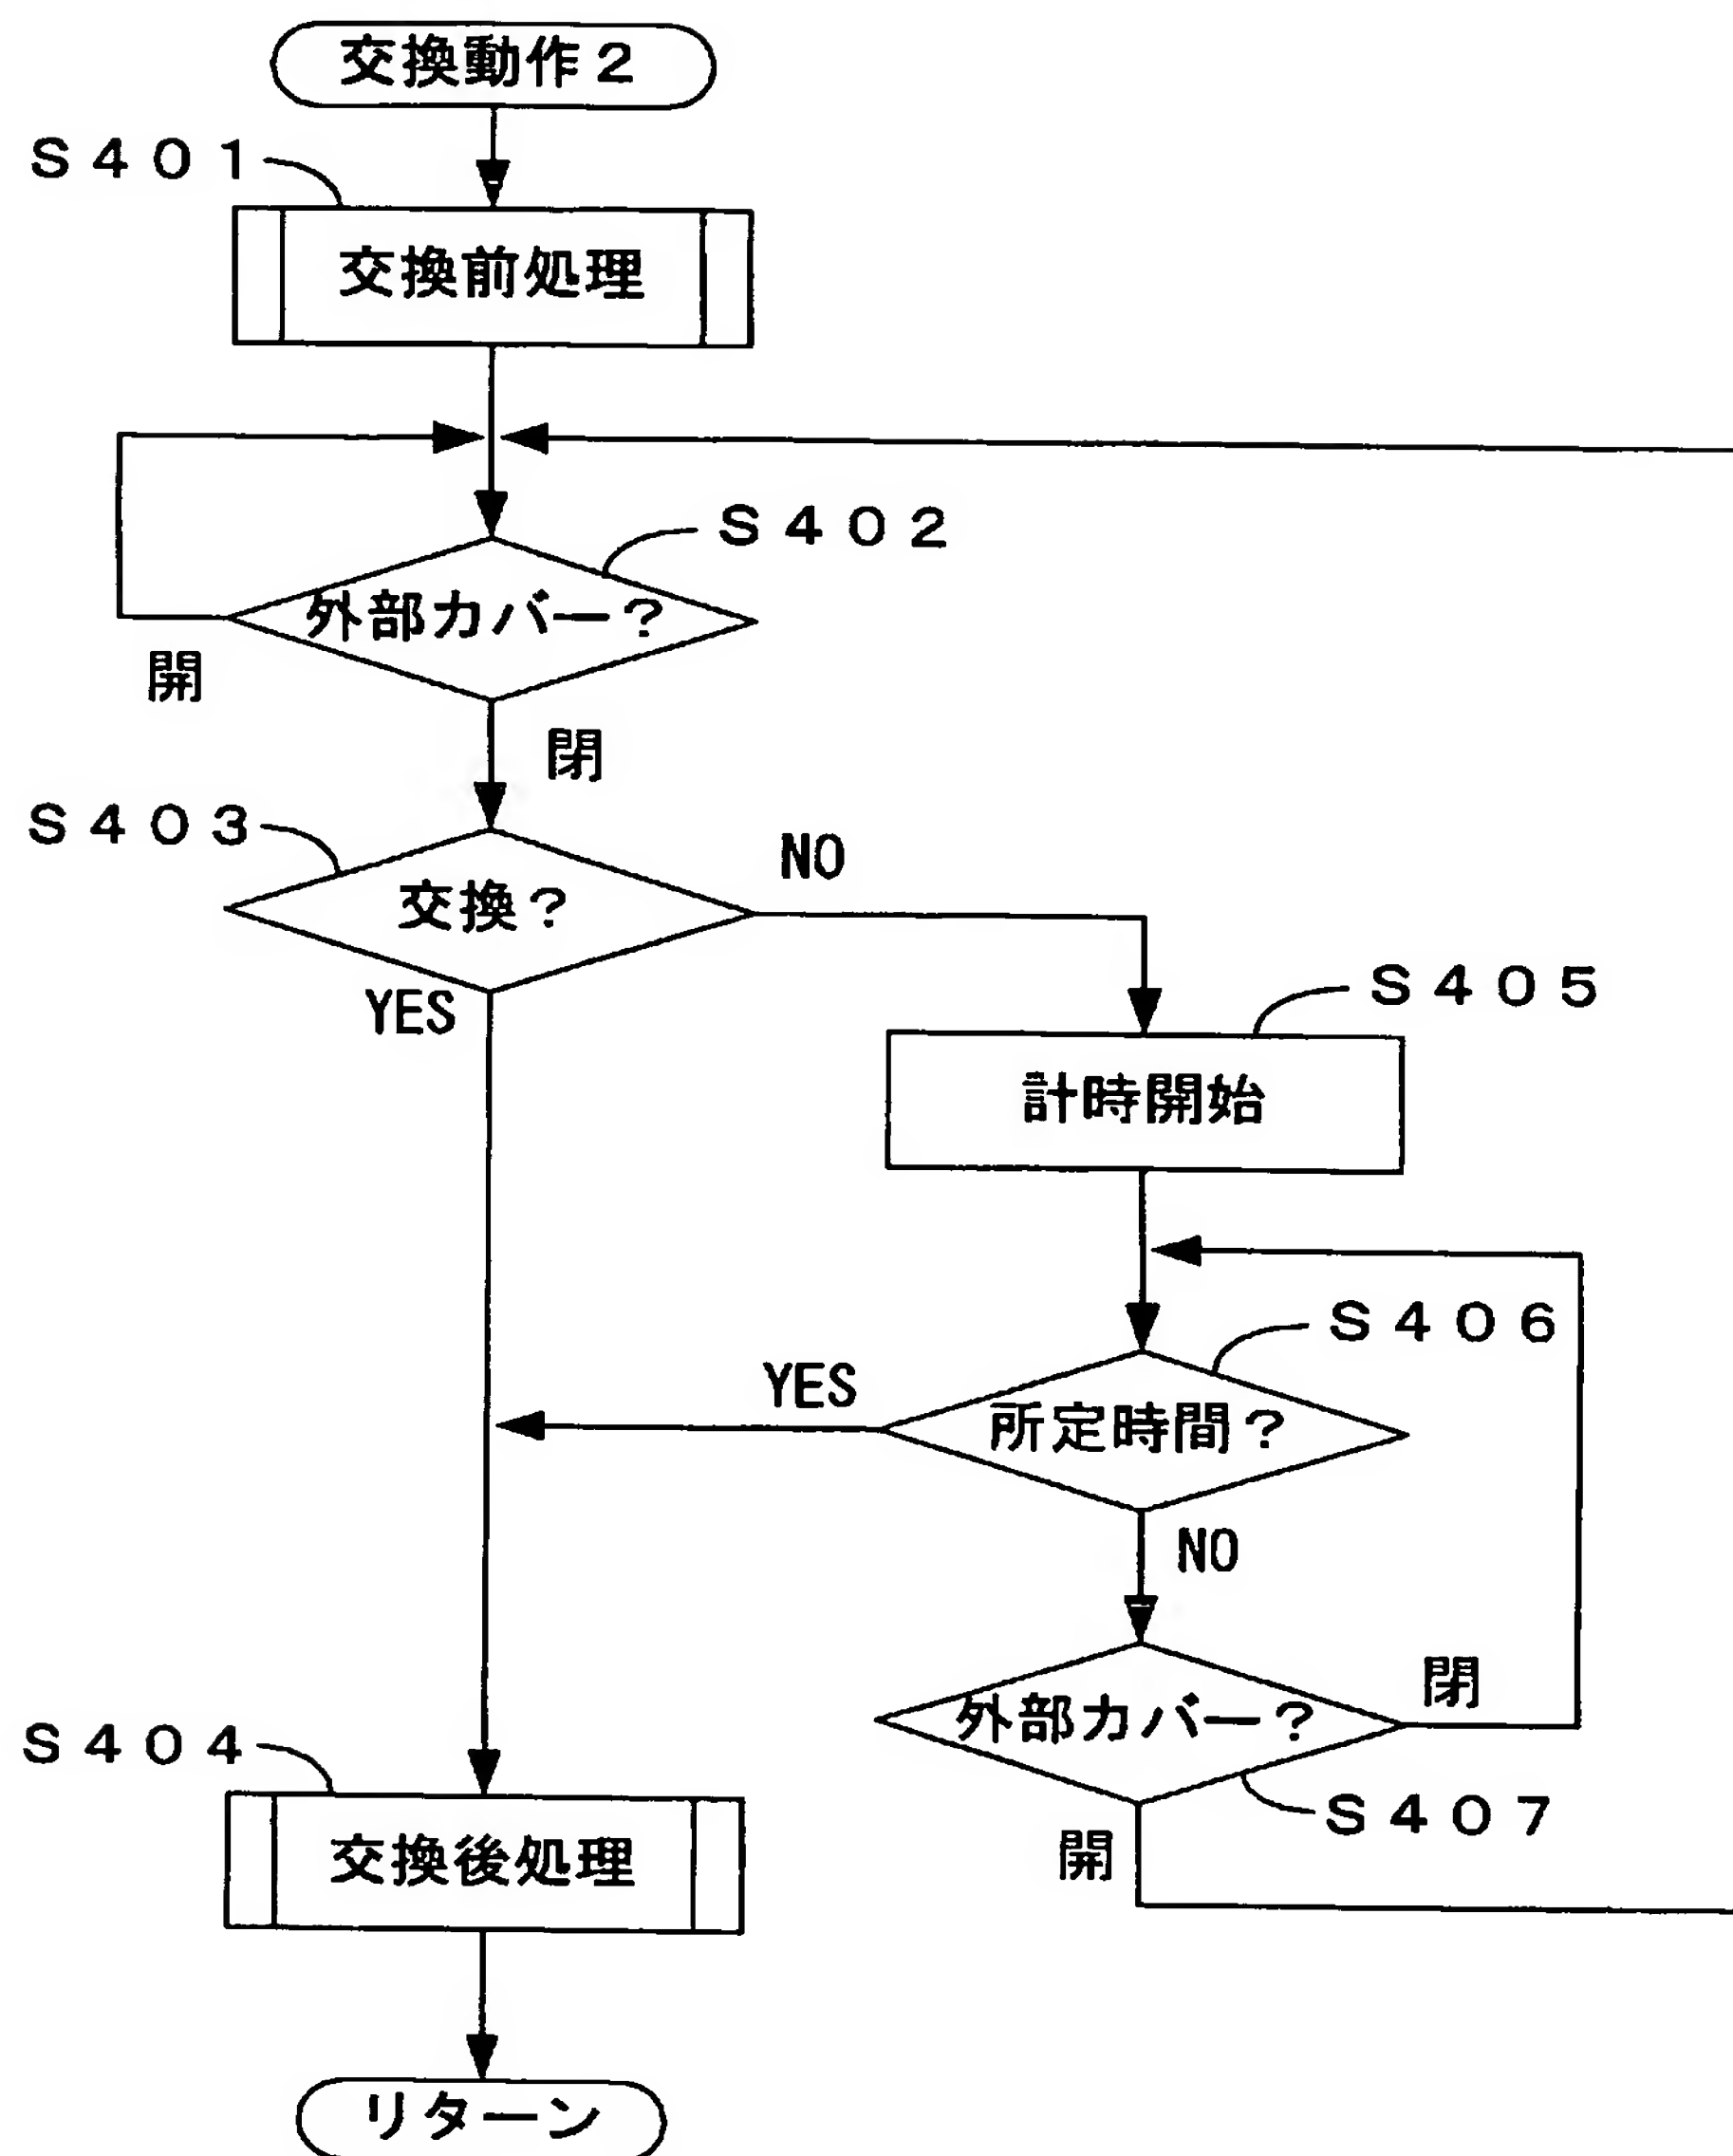 交換動作２
Ｓ４０１
交換前処理
Ｓ４０２
外部カバー？
開
閉
Ｓ４０３
交換？
NO
YES
Ｓ４０５
計時開始
Ｓ４０６
所定時間？
YES
NO
外部カバー？
閉
Ｓ４０７
開
Ｓ４０４
交換後処理
リターン